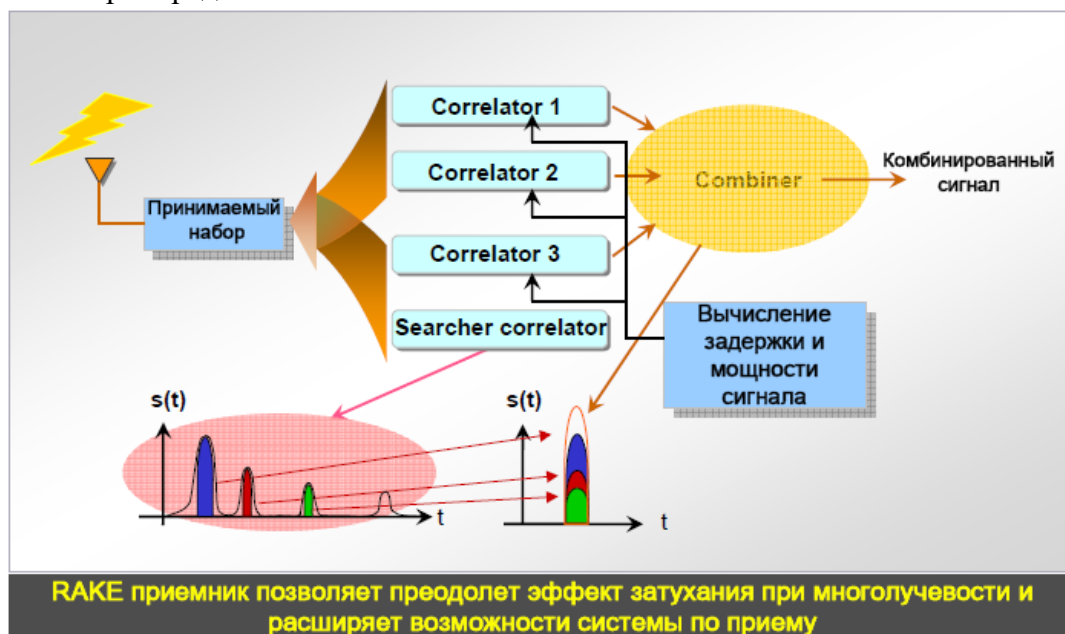 Correlator 1
Correlator 2
Correlator 3
Searcher correlator
Combiner
Комбинированный
сигнал
Принимаемый
набор
Вычисление
задержки и
мощности
сигнала
s(t)
t
s(t)
t
RAKE приемник позволяет преодолет эффект затухания при многолучевости и
расширяет возможности системы по приему